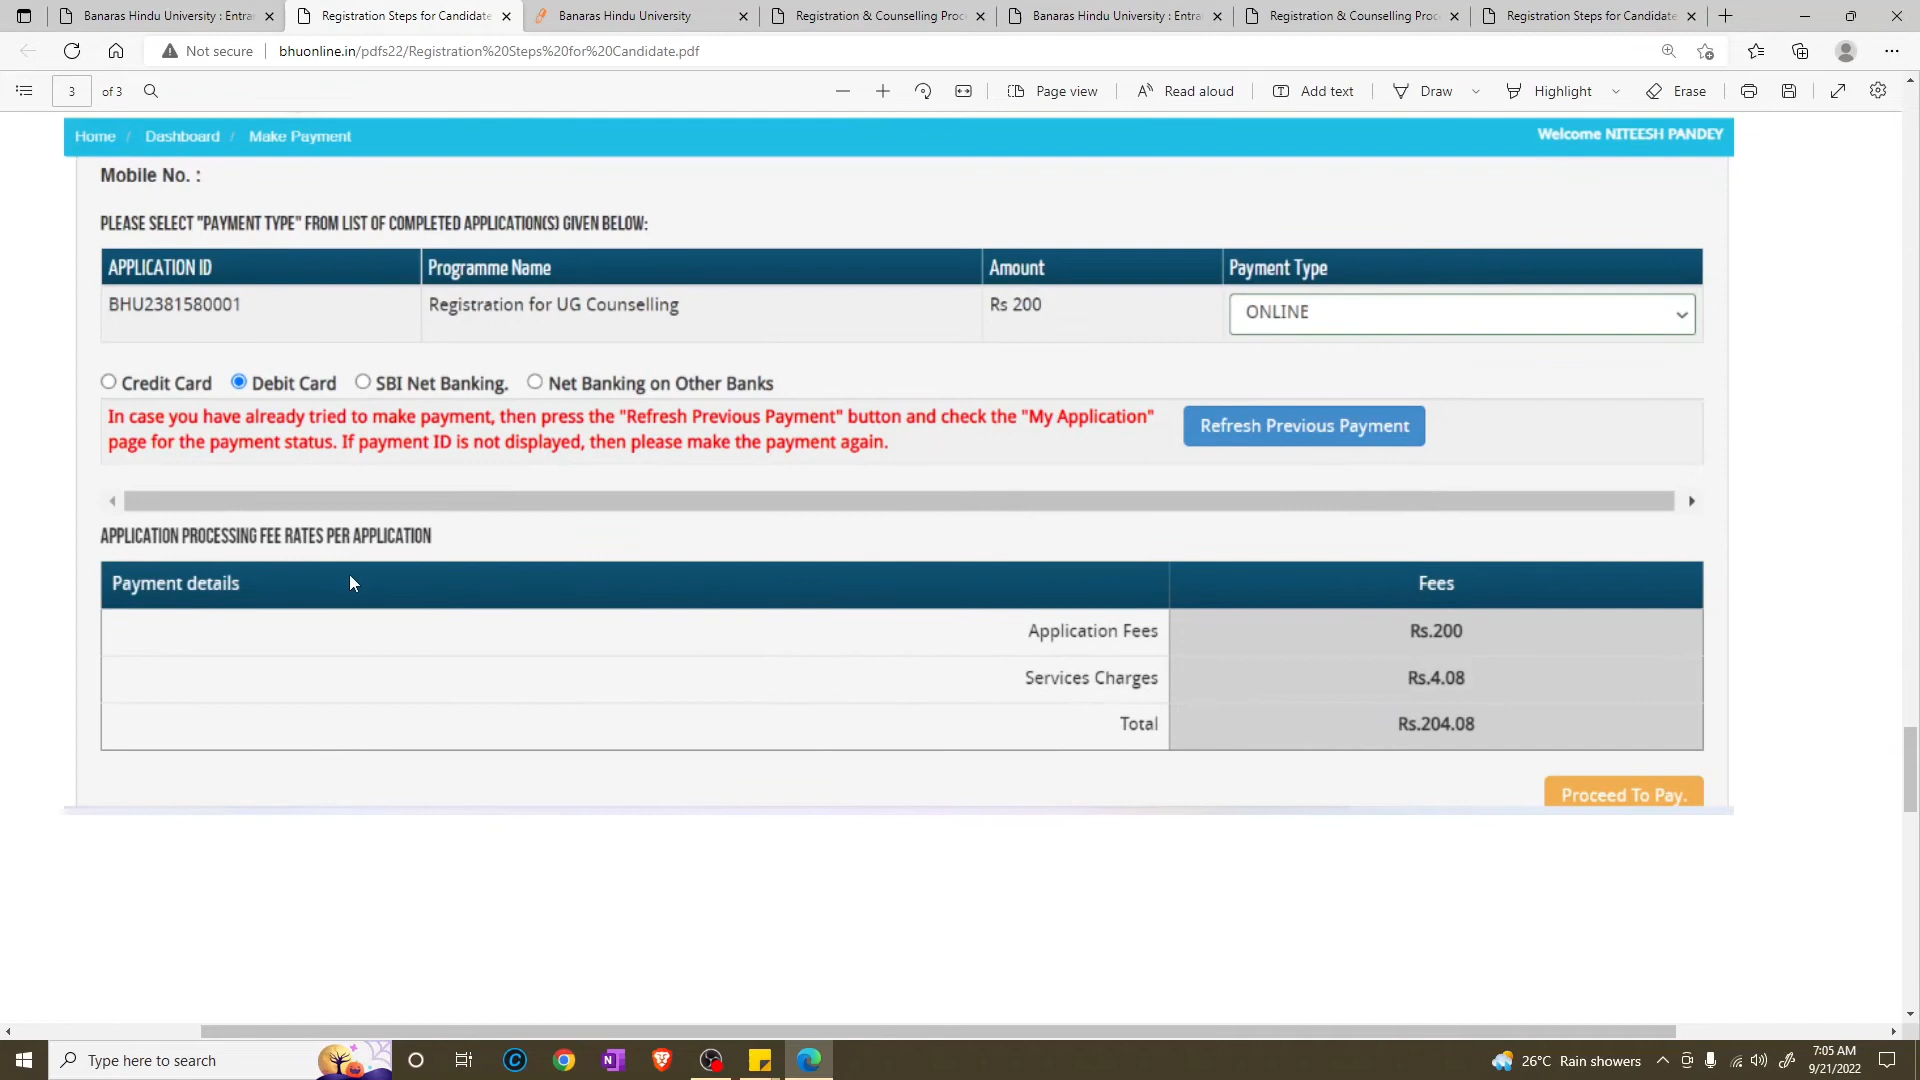 Banaras Hindu University : Entra
Registration Steps for Candidate
Banaras Hindu University
Registration & Counselling Proc
Banaras Hindu University : Entra
Registration & Counselling Proc
Registration Steps for Candidate
Not secure
bhuonline.in/pdfs22/Registration%20Steps%20for%20Candidate.pdf
3 of 3
Page view
Read aloud
Add text
Draw
Highlight
Erase
Home / Dashboard / Make Payment
Welcome NITEESH PANDEY
Mobile No. :
PLEASE SELECT "PAYMENT TYPE" FROM LIST OF COMPLETED APPLICATION(S) GIVEN BELOW:
APPLICATION ID Programme Name Amount Payment Type
BHU2381580001 Registration for UG Counselling Rs 200 ONLINE
Credit Card Debit Card SBI Net Banking. Net Banking on Other Banks
In case you have already tried to make payment, then press the "Refresh Previous Payment" button and check the "My Application"
page for the payment status. If payment ID is not displayed, then please make the payment again.
Refresh Previous Payment
APPLICATION PROCESSING FEE RATES PER APPLICATION
Payment details Fees
Application Fees Rs.200
Services Charges Rs.4.08
Total Rs.204.08
Proceed To Pay.
Type here to search
26°C Rain showers
7:05 AM
9/21/2022